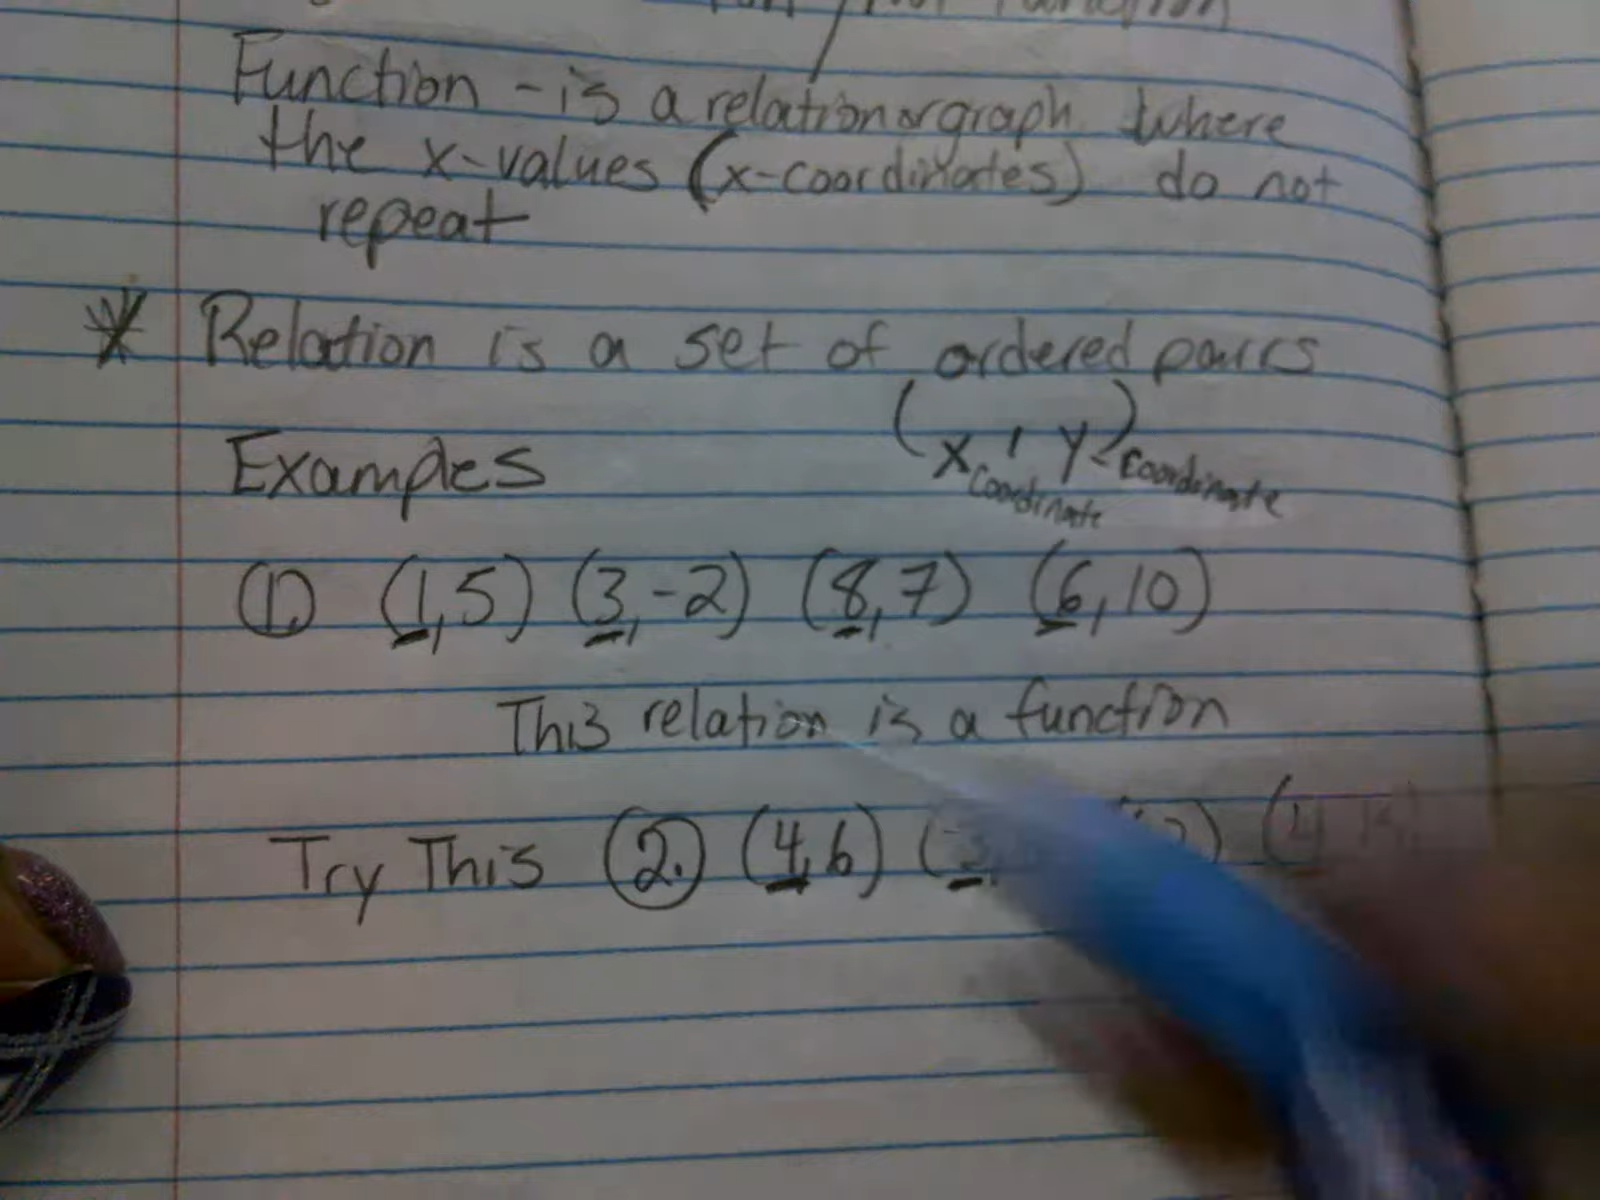 Function
Function - is a relation or graph where
the x-values (x-coordinates) do not
repeat
* Relation is a set of ordered pairs
(x, y)
coordinate - coordinate
Examples
1. (1,5) (3,-2) (8,7) (6,10)
This relation is a function
Try This 2. (4,6)